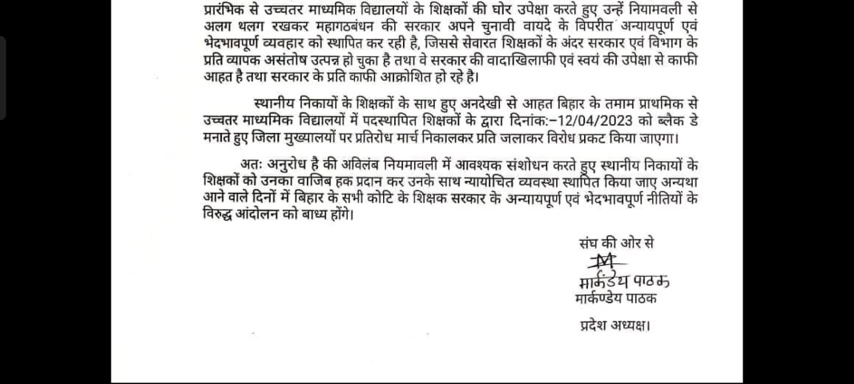 प्रारंभिक से उच्चतर माध्यमिक विद्यालयों के शिक्षकों की घोर उपेक्षा करते हुए उन्हें नियामवली से
अलग थलग रखकर महागठबंधन की सरकार अपने चुनावी वायदे के विपरीत अन्यायपूर्ण एवं
भेदभावपूर्ण व्यवहार को स्थापित कर रही है, जिससे सेवारत शिक्षकों के अंदर सरकार एवं विभाग के
प्रति व्यापक असंतोष उत्पन्न हो चुका है तथा वे सरकार की वादाखिलाफी एवं स्वयं की उपेक्षा से काफी
आहत है तथा सरकार के प्रति काफी आक्रोशित हो रहे है।
स्थानीय निकायों के शिक्षकों के साथ हुए अनदेखी से आहत बिहार के तमाम प्राथमिक से
उच्चतर माध्यमिक विद्यालयों में पदस्थापित शिक्षकों के द्वारा दिनांक:–12/04/2023 को ब्लैक डे
मनाते हुए जिला मुख्यालयों पर प्रतिरोध मार्च निकालकर प्रति जलाकर विरोध प्रकट किया जाएगा।
अतः अनुरोध है की अविलंब नियमावली में आवश्यक संशोधन करते हुए स्थानीय निकायों के
शिक्षकों को उनका वाजिब हक प्रदान कर उनके साथ न्यायोचित व्यवस्था स्थापित किया जाए अन्यथा
आने वाले दिनों में बिहार के सभी कोटि के शिक्षक सरकार के अन्यायपूर्ण एवं भेदभावपूर्ण नीतियों के
विरुद्ध आंदोलन को बाध्य होंगे।
संघ की ओर से
मार्कंडेय पाठक
मार्कण्डेय पाठक
प्रदेश अध्यक्ष।